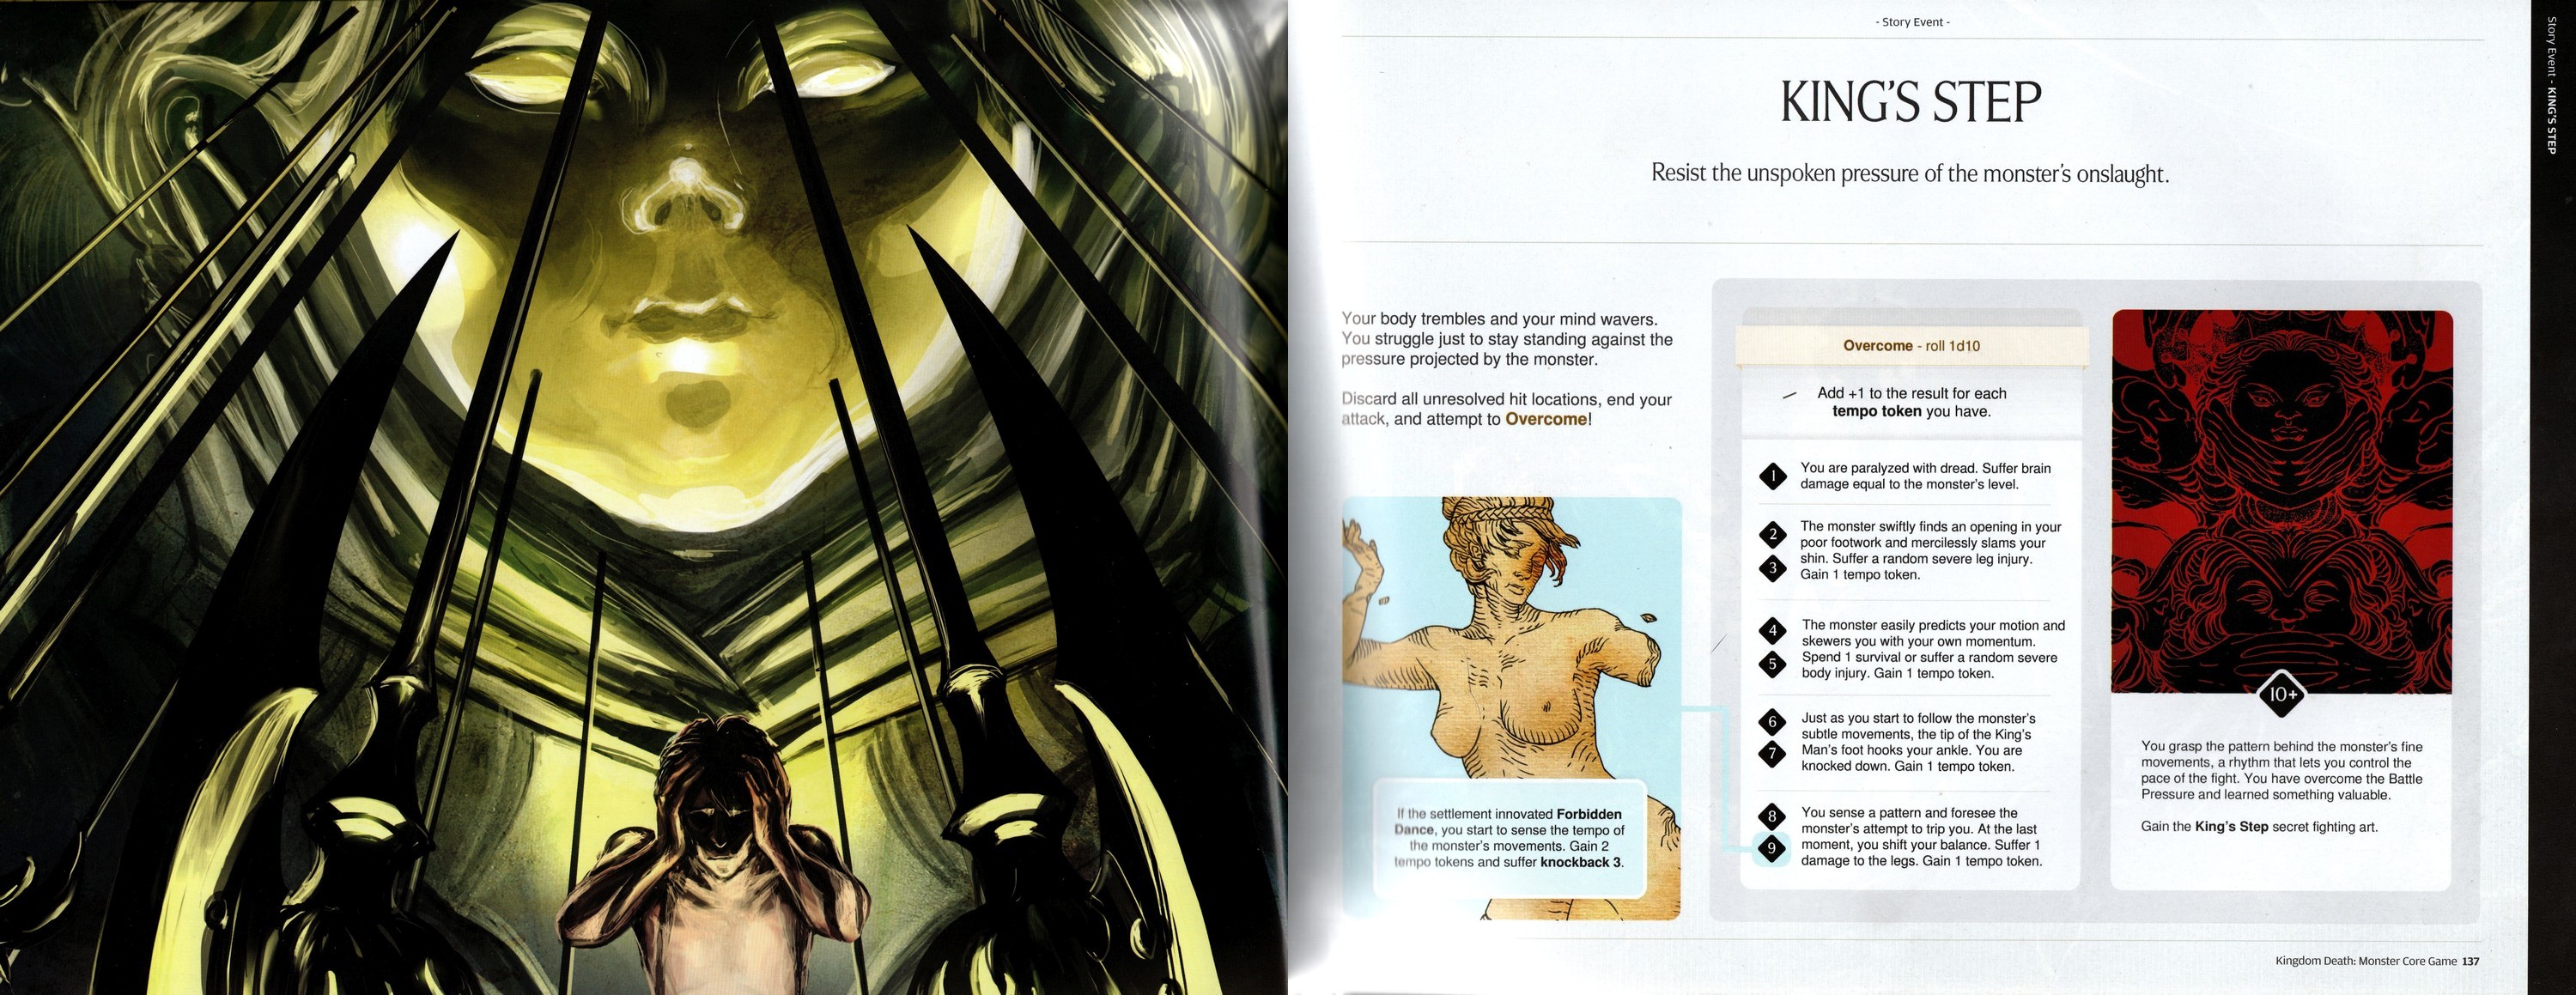 - Story Event -
Story Event - KING'S STEP
KING'S STEP
Resist the unspoken pressure of the monster's onslaught.
Your body trembles and your mind wavers.
You struggle just to stay standing against the
pressure projected by the monster.
Discard all unresolved hit locations, end your
attack, and attempt to Overcome!
If the settlement innovated Forbidden
Dance, you start to sense the tempo of
the monster's movements. Gain 2
tempo tokens and suffer knockback 3.
Overcome - roll 1d10
Add +1 to the result for each
tempo token you have.
1
You are paralyzed with dread. Suffer brain
damage equal to the monster's level.
2
3
The monster swiftly finds an opening in your
poor footwork and mercilessly slams your
shin. Suffer a random severe leg injury.
Gain 1 tempo token.
4
5
The monster easily predicts your motion and
skewers you with your own momentum.
Spend 1 survival or suffer a random severe
body injury. Gain 1 tempo token.
6
7
Just as you start to follow the monster's
subtle movements, the tip of the King's
Man's foot hooks your ankle. You are
knocked down. Gain 1 tempo token.
8
9
You sense a pattern and foresee the
monster's attempt to trip you. At the last
moment, you shift your balance. Suffer 1
damage to the legs. Gain 1 tempo token.
10+
You grasp the pattern behind the monster's fine
movements, a rhythm that lets you control the
pace of the fight. You have overcome the Battle
Pressure and learned something valuable.
Gain the King's Step secret fighting art.
Kingdom Death: Monster Core Game 137